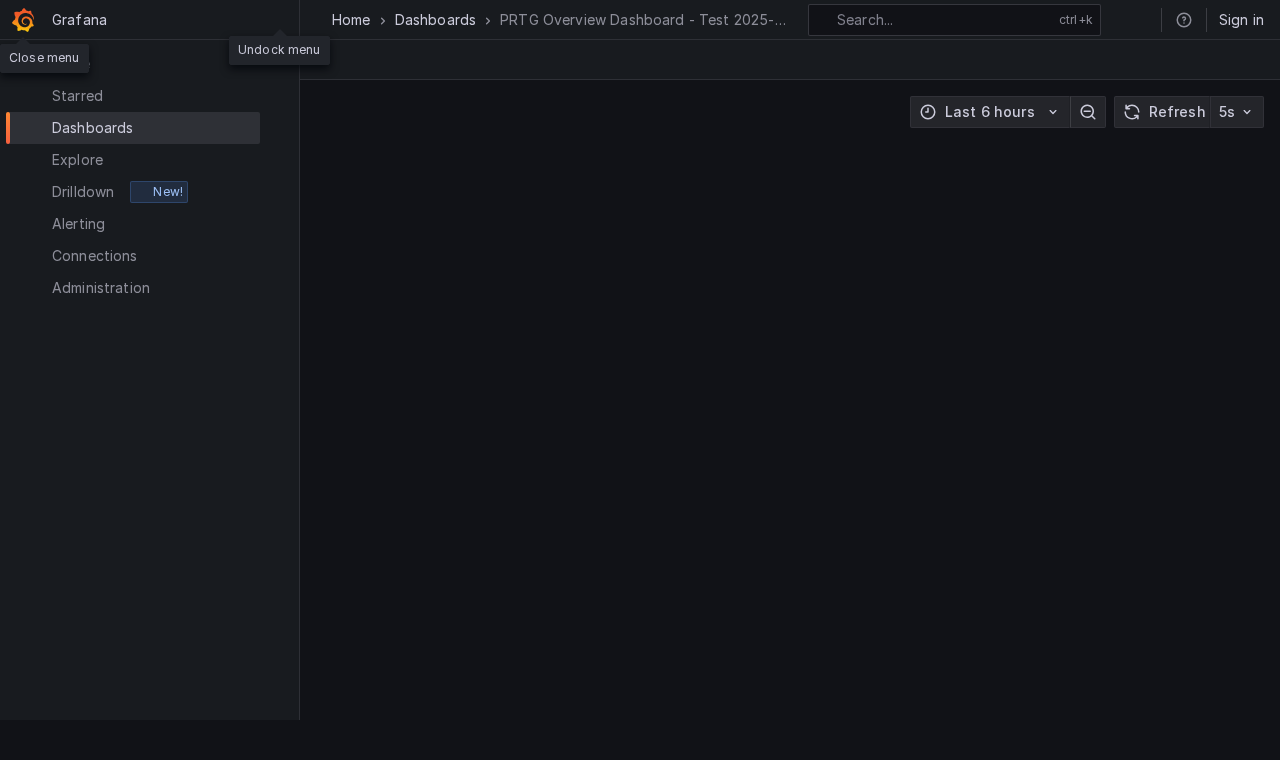 Grafana
Home
Dashboards
PRTG Overview Dashboard - Test 2025-...
Search...
ctrl+k
Sign in
Close menu
Undock menu
Starred
Dashboards
Explore
Drilldown
New!
Alerting
Connections
Administration
Last 6 hours
Refresh
5s